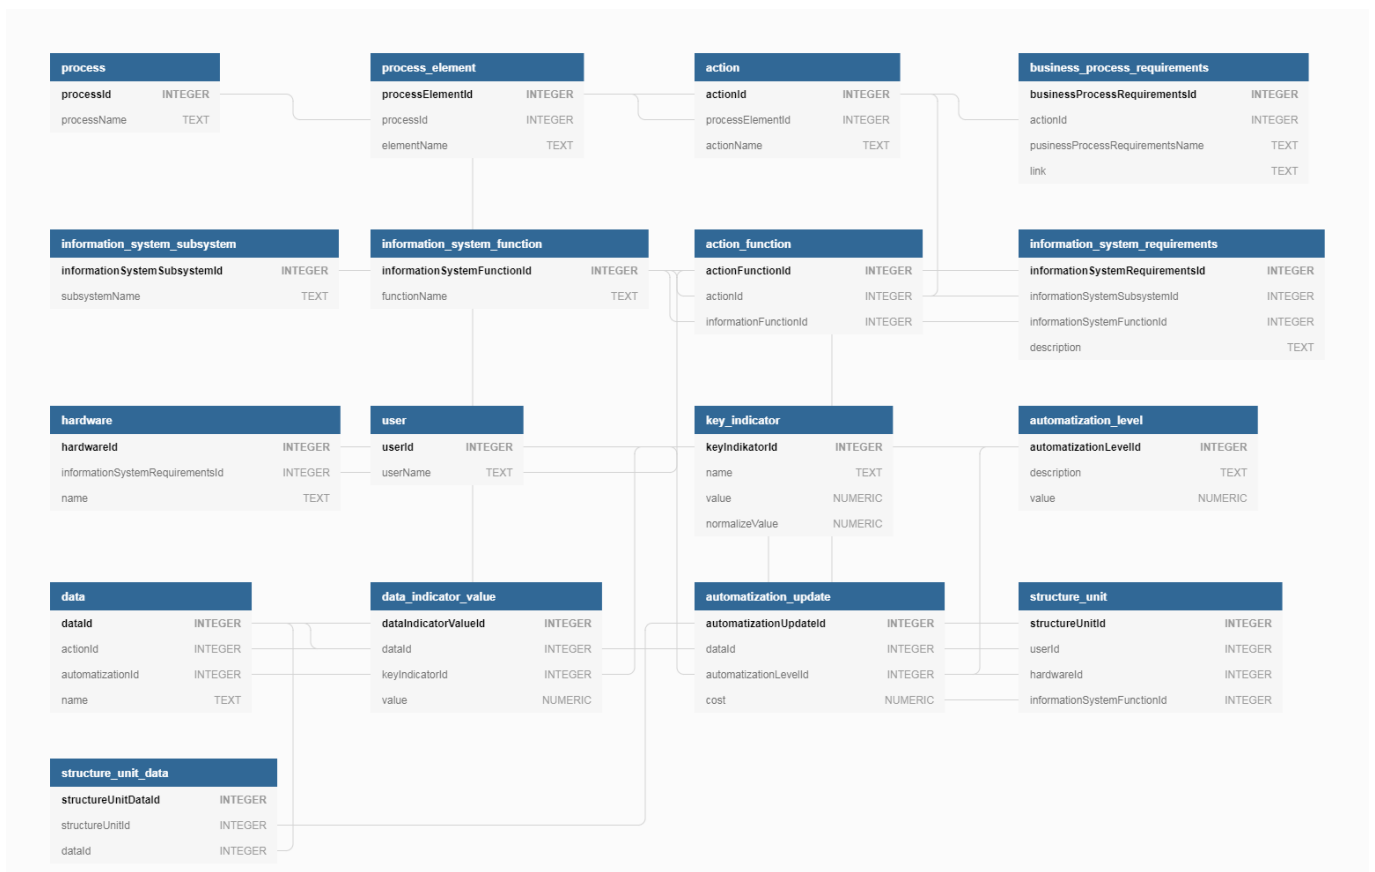 process
processId INTEGER
processName TEXT
process_element
processElementId INTEGER
processId INTEGER
elementName TEXT
action
actionId INTEGER
processElementId INTEGER
actionName TEXT
business_process_requirements
businessProcessRequirementsId INTEGER
actionId INTEGER
pusinessProcessRequirementsName TEXT
link TEXT
information_system_subsystem
informationSystemSubsystemId INTEGER
subsystemName TEXT
information_system_function
informationSystemFunctionId INTEGER
functionName TEXT
action_function
actionFunctionId INTEGER
actionId INTEGER
informationFunctionId INTEGER
information_system_requirements
informationSystemRequirementsId INTEGER
informationSystemSubsystemId INTEGER
informationSystemFunctionId INTEGER
description TEXT
hardware
hardwareId INTEGER
informationSystemRequirementsId INTEGER
name TEXT
user
userId INTEGER
userName TEXT
key_indicator
keyIndikatorId INTEGER
name TEXT
value NUMERIC
normalizeValue NUMERIC
automatization_level
automatizationLevelId INTEGER
description TEXT
value NUMERIC
data
dataId INTEGER
actionId INTEGER
automatizationId INTEGER
name TEXT
data_indicator_value
dataIndicatorValueId INTEGER
dataId INTEGER
keyIndicatorId INTEGER
value NUMERIC
automatization_update
automatizationUpdateId INTEGER
dataId INTEGER
automatizationLevelId INTEGER
cost NUMERIC
structure_unit
structureUnitId INTEGER
userId INTEGER
hardwareId INTEGER
informationSystemFunctionId INTEGER
structure_unit_data
structureUnitDataId INTEGER
structureUnitId INTEGER
dataId INTEGER